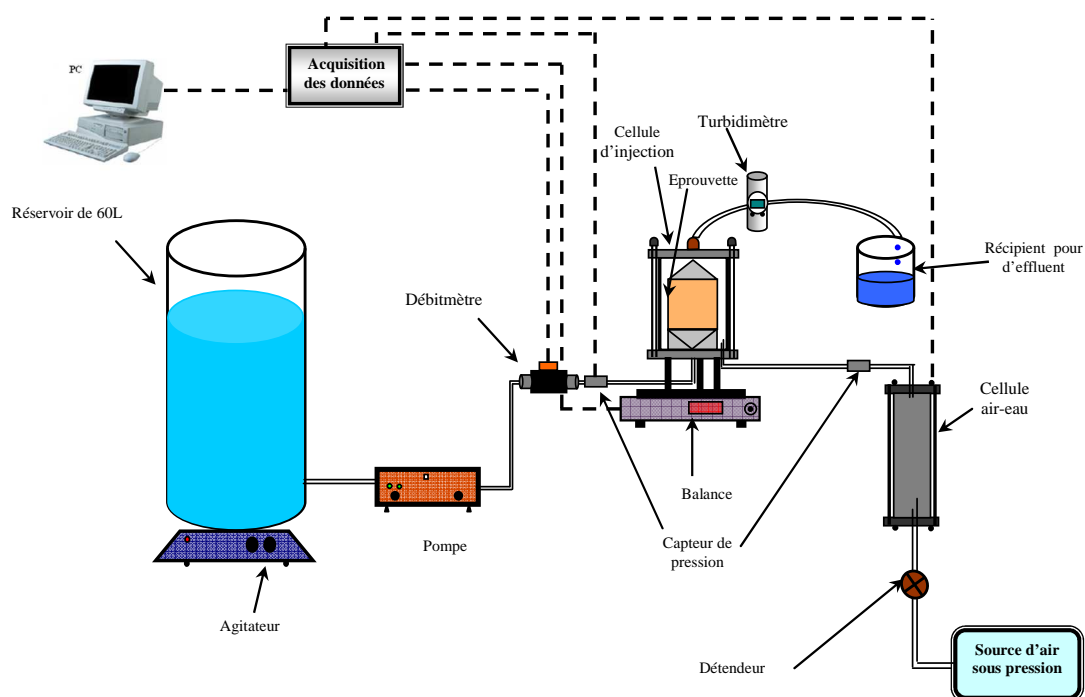 Acquisition
des données
PC
Turbidimètre
Cellule
d'injection
Eprouvette
Réservoir de 60L
Récipient pour
d'effluent
Débitmètre
Cellule
air-eau
Balance
Pompe
Capteur de
pression
Agitateur
Détendeur
Source d'air
sous pression